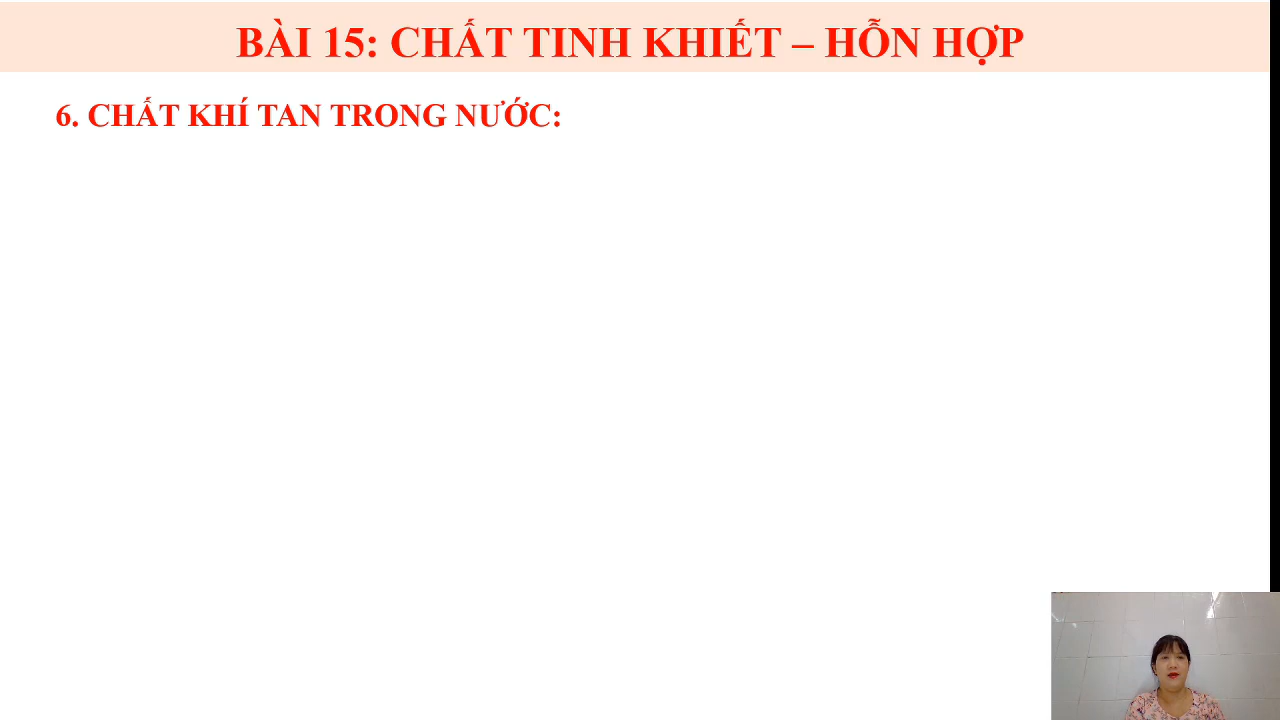 BÀI 15: CHẤT TINH KHIẾT – HỖN HỢP
6. CHẤT KHÍ TAN TRONG NƯỚC: